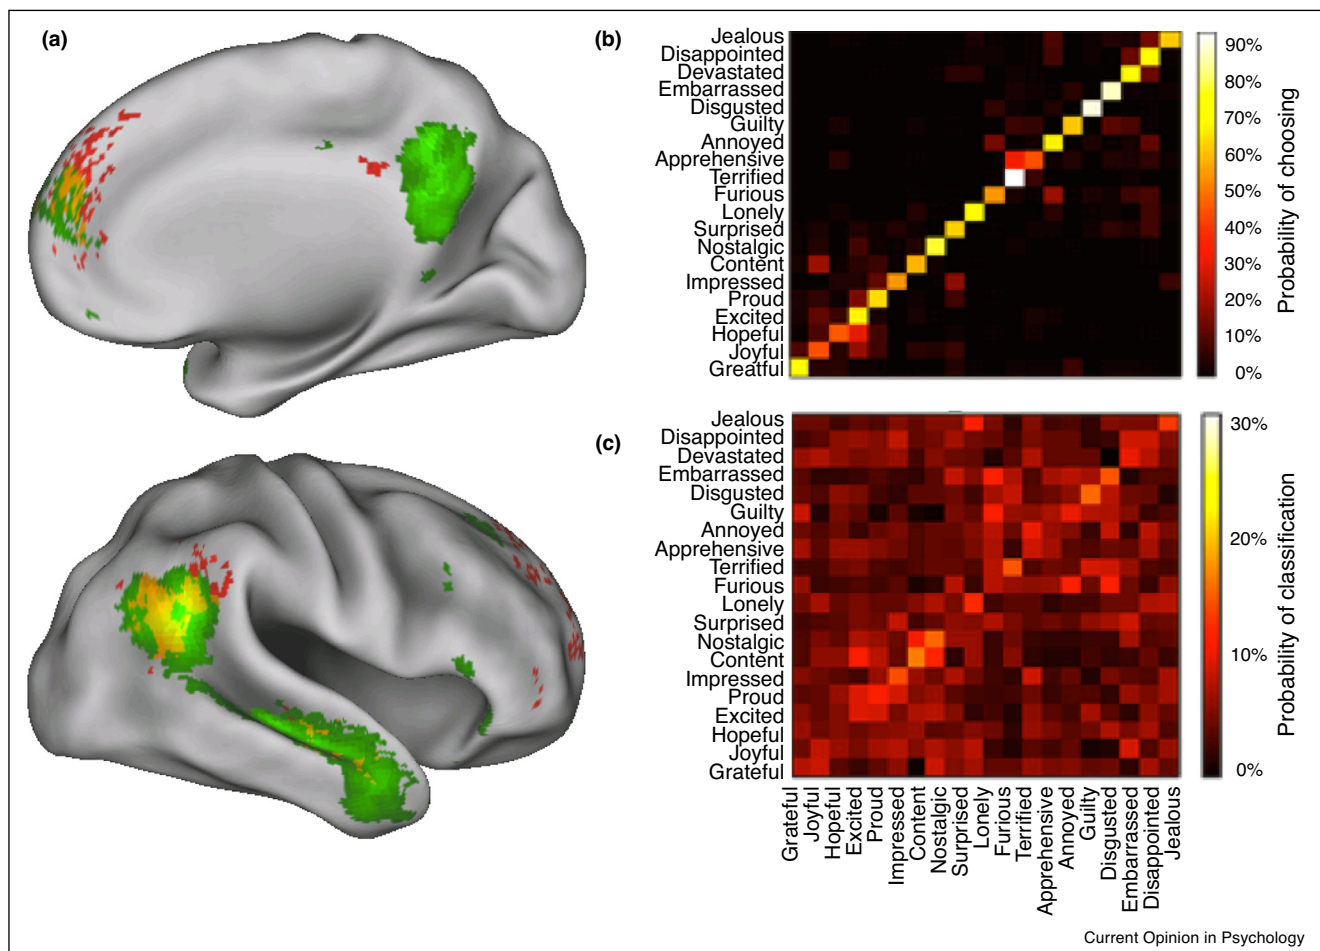 (a)
(b)
Jealous
Disappointed
Devastated
Embarrassed
Disgusted
Guilty
Annoyed
Apprehensive
Terrified
Furious
Lonely
Surprised
Nostalgic
Content
Impressed
Proud
Excited
Hopeful
Joyful
Greatful
90%
80%
70%
60%
50%
40%
30%
20%
10%
0%
Probability of choosing
(c)
Jealous
Disappointed
Devastated
Embarrassed
Disgusted
Guilty
Annoyed
Apprehensive
Terrified
Furious
Lonely
Surprised
Nostalgic
Content
Impressed
Proud
Excited
Hopeful
Joyful
Grateful
30%
20%
10%
0%
Probability of classification
Grateful
Joyful
Hopeful
Excited
Proud
Impressed
Content
Nostalgic
Surprised
Lonely
Furious
Terrified
Apprehensive
Annoyed
Guilty
Disgusted
Embarrassed
Disappointed
Jealous
Current Opinion in Psychology